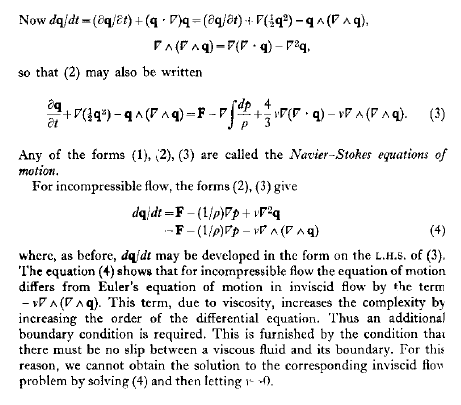 Now dq/dt=(∂q/∂t)+(q · ∇)q=(∂q/∂t)+∇(½q²)−q∧(∇∧q),
∇∧(∇∧q)=∇(∇ · q)−∇²q,
so that (2) may also be written
∂q/∂t+∇(½q²)−q∧(∇∧q)=F−∇∫dp/ρ+4/3 ν∇(∇ · q)−ν∇∧(∇∧q). (3)
Any of the forms (1), (2), (3) are called the Navier–Stokes equations of
motion.
For incompressible flow, the forms (2), (3) give
dq/dt=F−(1/ρ)∇p+ν∇²q
=F−(1/ρ)∇p−ν∇∧(∇∧q) (4)
where, as before, dq/dt may be developed in the form on the L.H.S. of (3).
The equation (4) shows that for incompressible flow the equation of motion
differs from Euler's equation of motion in inviscid flow by the term
−ν∇∧(∇∧q). This term, due to viscosity, increases the complexity by
increasing the order of the differential equation. Thus an additional
boundary condition is required. This is furnished by the condition that
there must be no slip between a viscous fluid and its boundary. For this
reason, we cannot obtain the solution to the corresponding inviscid flow
problem by solving (4) and then letting ν→0.